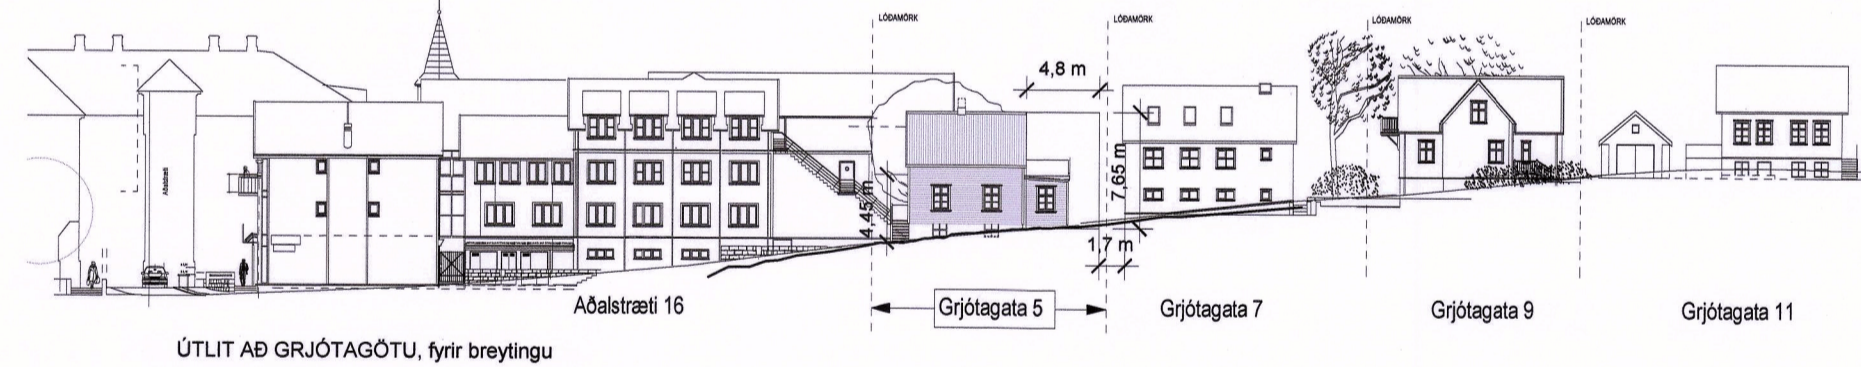 LÓÐAMÖRK
LÓÐAMÖRK
LÓÐAMÖRK
LÓÐAMÖRK
4,8 m
Aðalstræti
7,65 m
4,45 m
1,7 m
Aðalstræti 16
Grjótagata 5
Grjótagata 7
Grjótagata 9
Grjótagata 11
ÚTLIT AÐ GRJÓTAGÖTU, fyrir breytingu